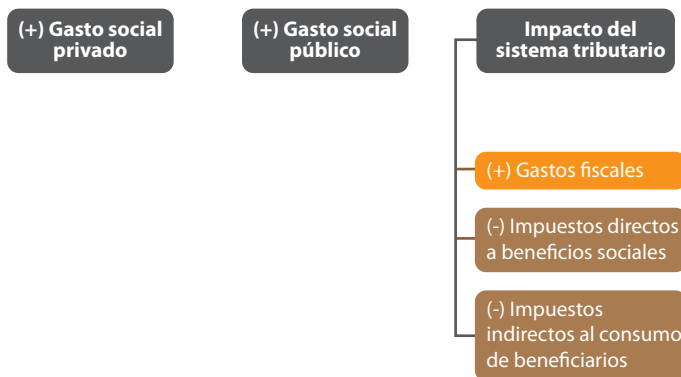 (+) Gasto social
privado
(+) Gasto social
público
Impacto del
sistema tributario
(+) Gastos fiscales
(-) Impuestos directos
a beneficios sociales
(-) Impuestos
indirectos al consumo
de beneficiarios